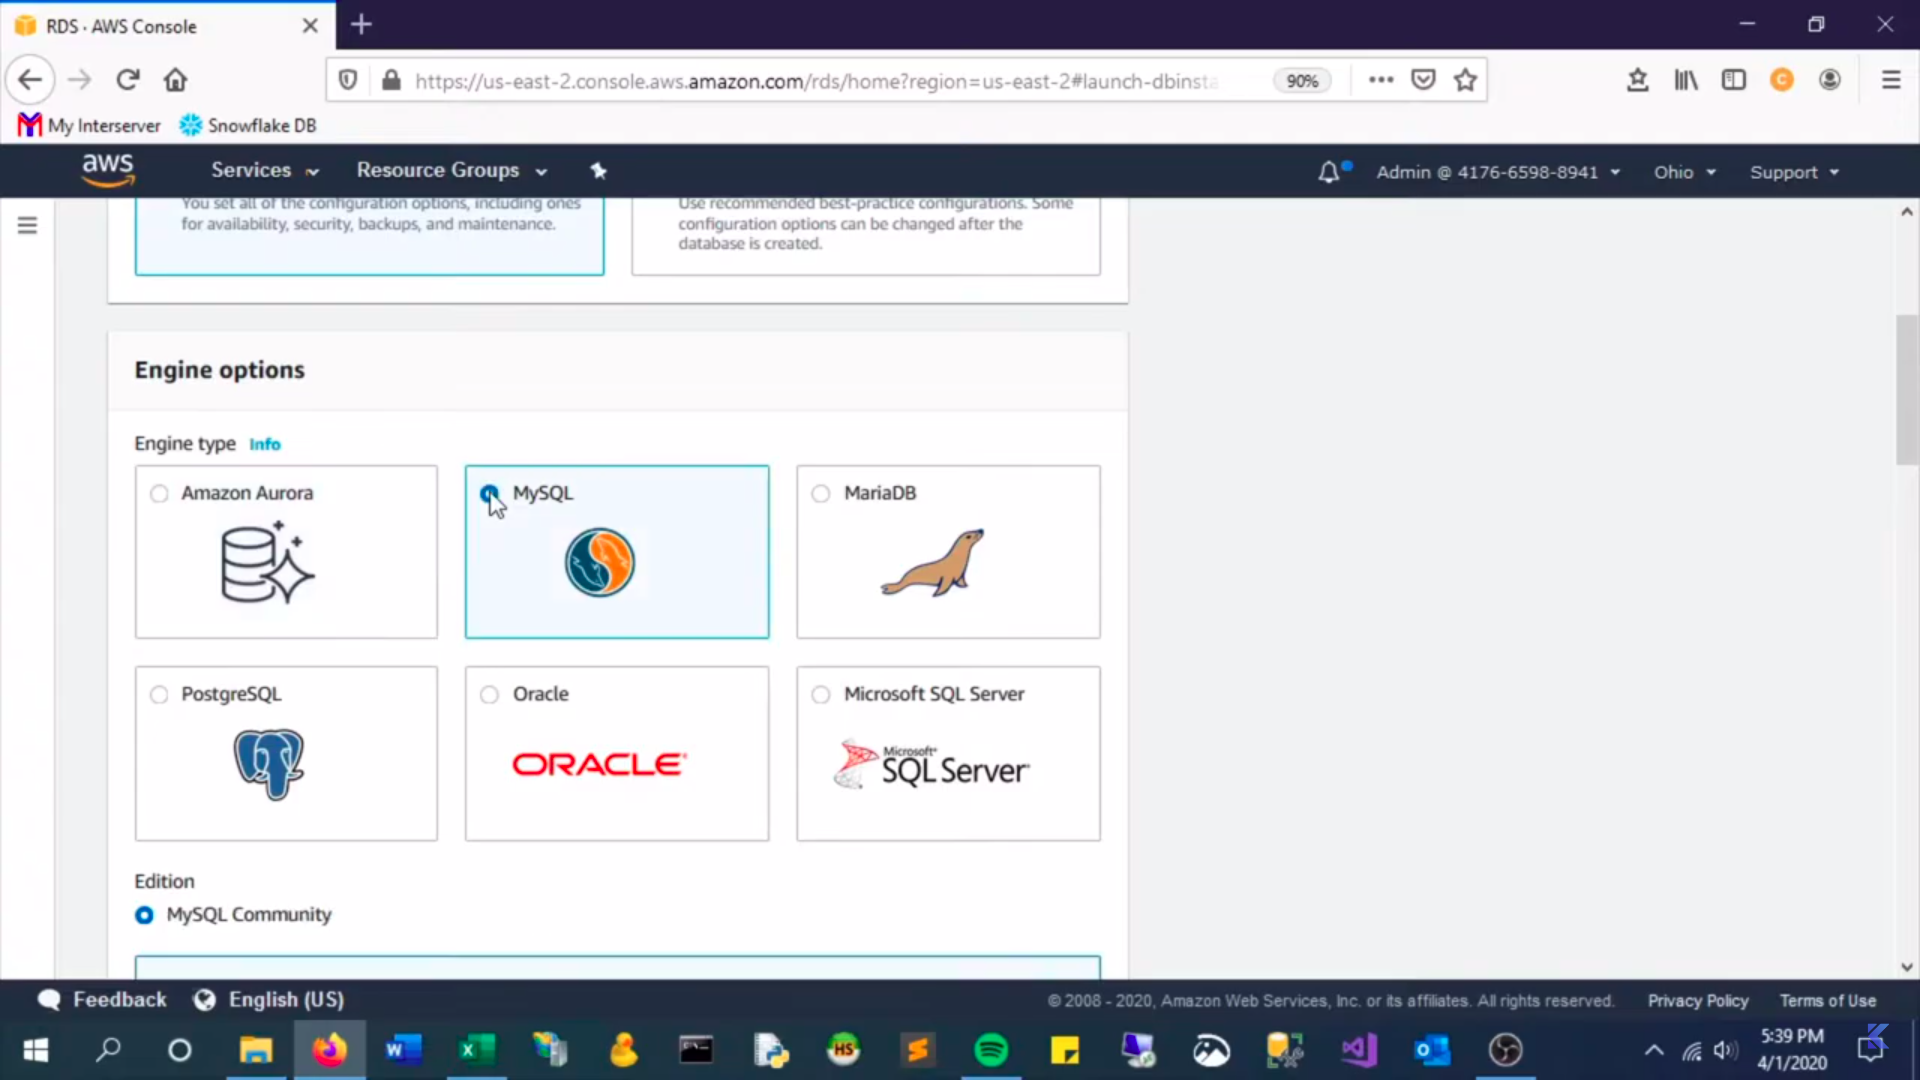 RDS · AWS Console
https://us-east-2.console.aws.amazon.com/rds/home?region=us-east-2#launch-dbinsta
90%
My Interserver
Snowflake DB
aws
Services
Resource Groups
Admin @ 4176-6598-8941
Ohio
Support
You set all of the configuration options, including ones
for availability, security, backups, and maintenance.
Use recommended best-practice configurations. Some
configuration options can be changed after the
database is created.
Engine options
Engine type Info
Amazon Aurora
MySQL
MariaDB
PostgreSQL
Oracle
ORACLE
Microsoft SQL Server
Microsoft
SQL Server
Edition
MySQL Community
Feedback
English (US)
© 2008 - 2020, Amazon Web Services, Inc. or its affiliates. All rights reserved.
Privacy Policy
Terms of Use
HS
5:39 PM
4/1/2020